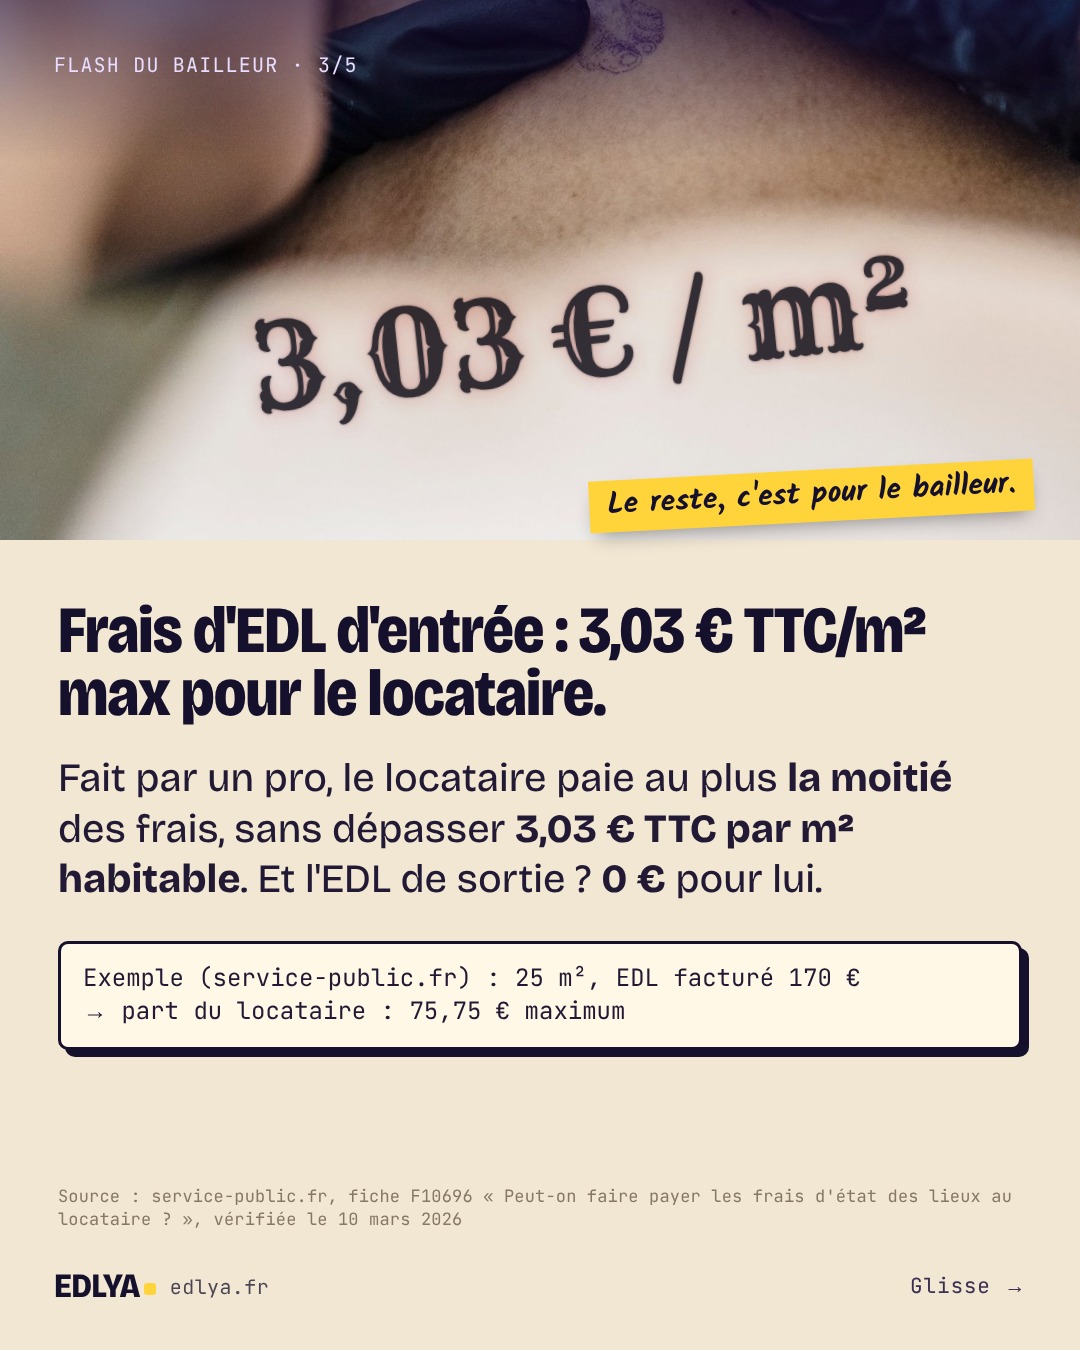 FLASH DU BAILLEUR · 3/5
3,03 € / m²
Le reste, c'est pour le bailleur.
Frais d'EDL d'entrée : 3,03 € TTC/m²
max pour le locataire.
Fait par un pro, le locataire paie au plus la moitié
des frais, sans dépasser 3,03 € TTC par m²
habitable. Et l'EDL de sortie ? 0 € pour lui.
Exemple (service-public.fr) : 25 m², EDL facturé 170 €
→ part du locataire : 75,75 € maximum
Source : service-public.fr, fiche F10696 « Peut-on faire payer les frais d'état des lieux au
locataire ? », vérifiée le 10 mars 2026
EDLYA edlya.fr
Glisse →